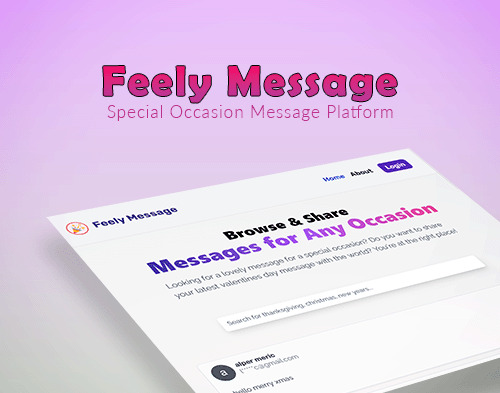 Feely Message
Special Occasion Message Platform
Feely Message
Home About Login
Browse & Share
Messages for Any Occasion
Looking for a lovely message for a special occasion? Do you want to share
your latest valentines day message with the world? You're at the right place!
Search for thanksgiving, christmas, new years...
a
alper meric
t*****c@gmail.com
hello merry xmas